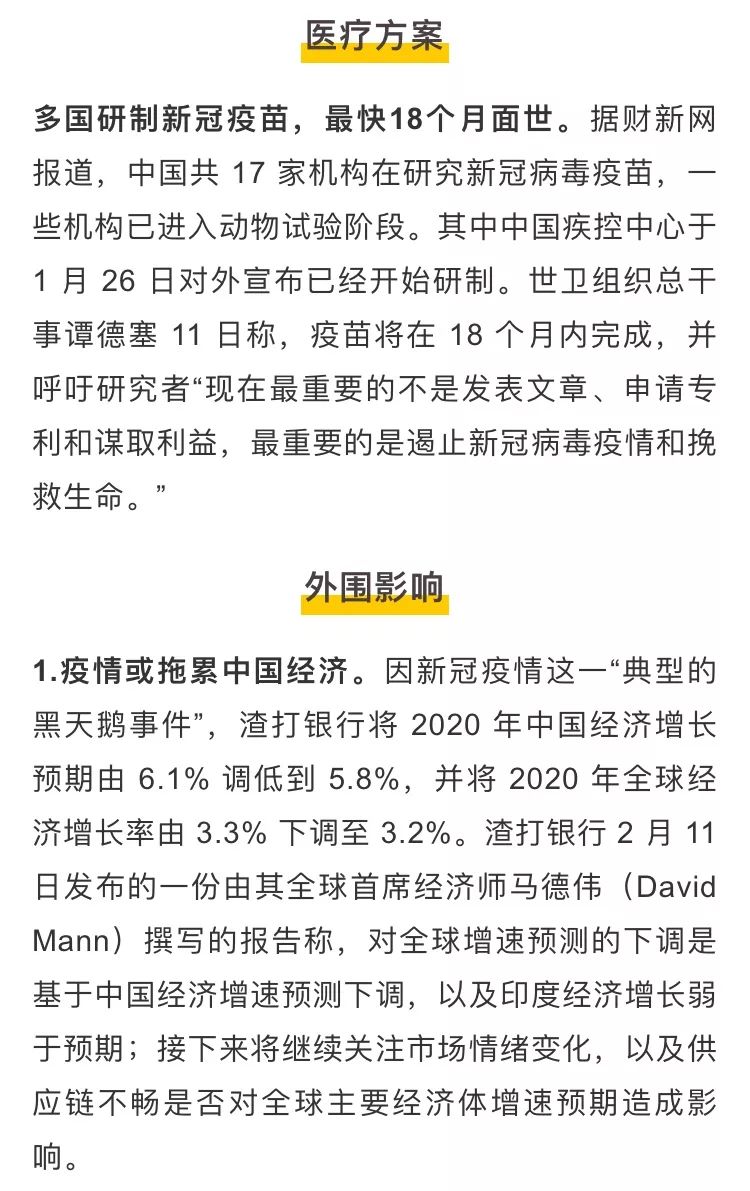 医疗方案
多国研制新冠疫苗，最快18个月面世。据财新网
报道，中国共 17 家机构在研究新冠病毒疫苗，一
些机构已进入动物试验阶段。其中中国疾控中心于
1 月 26 日对外宣布已经开始研制。世卫组织总干
事谭德塞 11 日称，疫苗将在 18 个月内完成，并
呼吁研究者“现在最重要的不是发表文章、申请专
利和谋取利益，最重要的是遏止新冠病毒疫情和挽
救生命。”
外围影响
1.疫情或拖累中国经济。因新冠疫情这一“典型的
黑天鹅事件”，渣打银行将 2020 年中国经济增长
预期由 6.1% 调低到 5.8%，并将 2020 年全球经
济增长率由 3.3% 下调至 3.2%。渣打银行 2 月 11
日发布的一份由其全球首席经济师马德伟（David
Mann）撰写的报告称，对全球增速预测的下调是
基于中国经济增速预测下调，以及印度经济增长弱
于预期；接下来将继续关注市场情绪变化，以及供
应链不畅是否对全球主要经济体增速预期造成影
响。